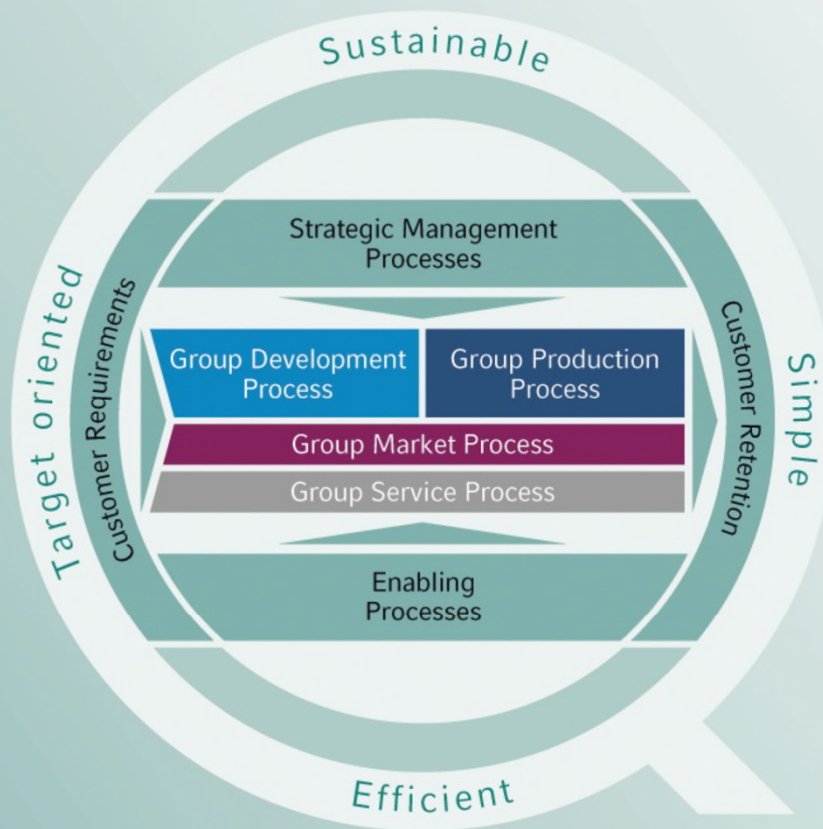 Sustainable
Strategic Management
Processes
Target oriented
Customer Requirements
Group Development
Process
Group Production
Process
Group Market Process
Group Service Process
Customer Retention
Simple
Enabling
Processes
Efficient